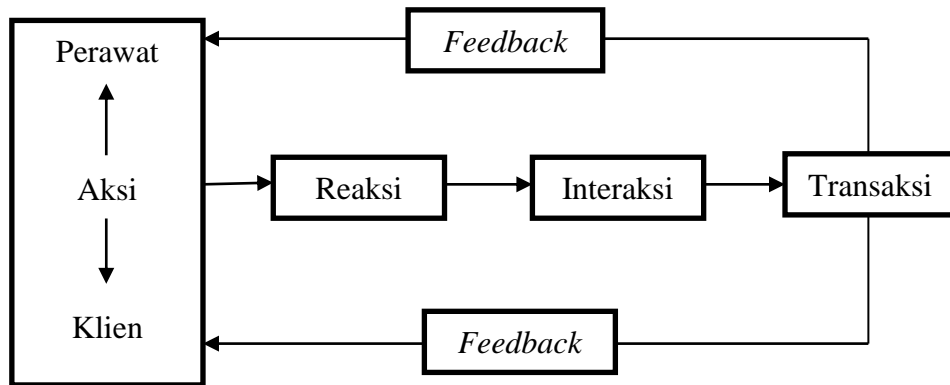 Feedback
Perawat
Aksi
Reaksi
Interaksi
Transaksi
Klien
Feedback